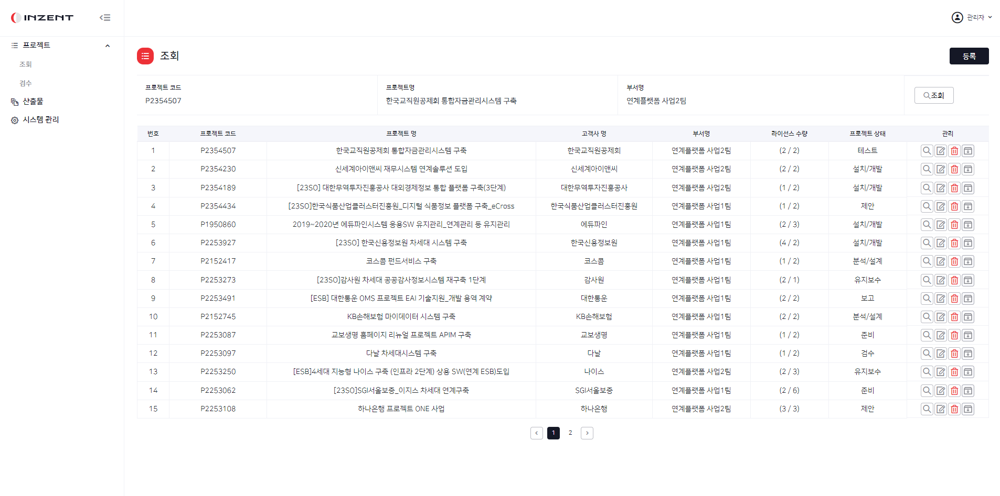 INZENT
관리자
프로젝트
조회
검수
산출물
시스템 관리
조회
등록
프로젝트 코드
P2354507
프로젝트명
한국교직원공제회 통합자금관리시스템 구축
부서명
연계플랫폼 사업2팀
조회
번호 프로젝트 코드 프로젝트 명 고객사 명 부서명 라이선스 수량 프로젝트 상태 관리
1 P2354507 한국교직원공제회 통합자금관리시스템 구축 한국교직원공제회 연계플랫폼 사업2팀 (2 / 2) 테스트
2 P2354230 신세계아이앤씨 재무시스템 연계솔루션 도입 신세계아이앤씨 연계플랫폼 사업2팀 (2 / 2) 설치/개발
3 P2354189 [23SO] 대한무역투자진흥공사 대외경제정보 통합 플랫폼 구축(3단계) 대한무역투자진흥공사 연계플랫폼 사업2팀 (1 / 2) 설치/개발
4 P2354434 [23SO]한국식품산업클러스터진흥원_디지털 식품정보 플랫폼 구축_eCross 한국식품산업클러스터진흥원 연계플랫폼 사업1팀 (1 / 2) 제안
5 P1950860 2019~2020년 에듀파인시스템 응용SW 유지관리_연계관리 등 유지관리 에듀파인 연계플랫폼 사업1팀 (2 / 3) 설치/개발
6 P2253927 [23SO] 한국신용정보원 차세대 시스템 구축 한국신용정보원 연계플랫폼 사업1팀 (4 / 2) 설치/개발
7 P2152417 코스콤 펀드서비스 구축 코스콤 연계플랫폼 사업1팀 (1 / 2) 분석/설계
8 P2253273 [23SO]감사원 차세대 공공감사정보시스템 재구축 1단계 감사원 연계플랫폼 사업1팀 (2 / 1) 유지보수
9 P2253491 [ESB] 대한통운 OMS 프로젝트 EAI 기술지원_개발 용역 계약 대한통운 연계플랫폼 사업1팀 (2 / 2) 보고
10 P2152745 KB손해보험 마이데이터 시스템 구축 KB손해보험 연계플랫폼 사업1팀 (2 / 2) 분석/설계
11 P2253087 교보생명 홈페이지 리뉴얼 프로젝트 APIM 구축 교보생명 연계플랫폼 사업1팀 (1 / 2) 준비
12 P2253097 다날 차세대시스템 구축 다날 연계플랫폼 사업1팀 (1 / 2) 검수
13 P2253250 [ESB]4세대 지능형 나이스 구축 (인프라 2단계) 상용 SW(연계 ESB)도입 나이스 연계플랫폼 사업2팀 (2 / 3) 유지보수
14 P2253062 [23SO]SGI서울보증_이지스 차세대 연계구축 SGI서울보증 연계플랫폼 사업1팀 (2 / 6) 준비
15 P2253108 하나은행 프로젝트 ONE 사업 하나은행 연계플랫폼 사업2팀 (3 / 3) 제안
1 2